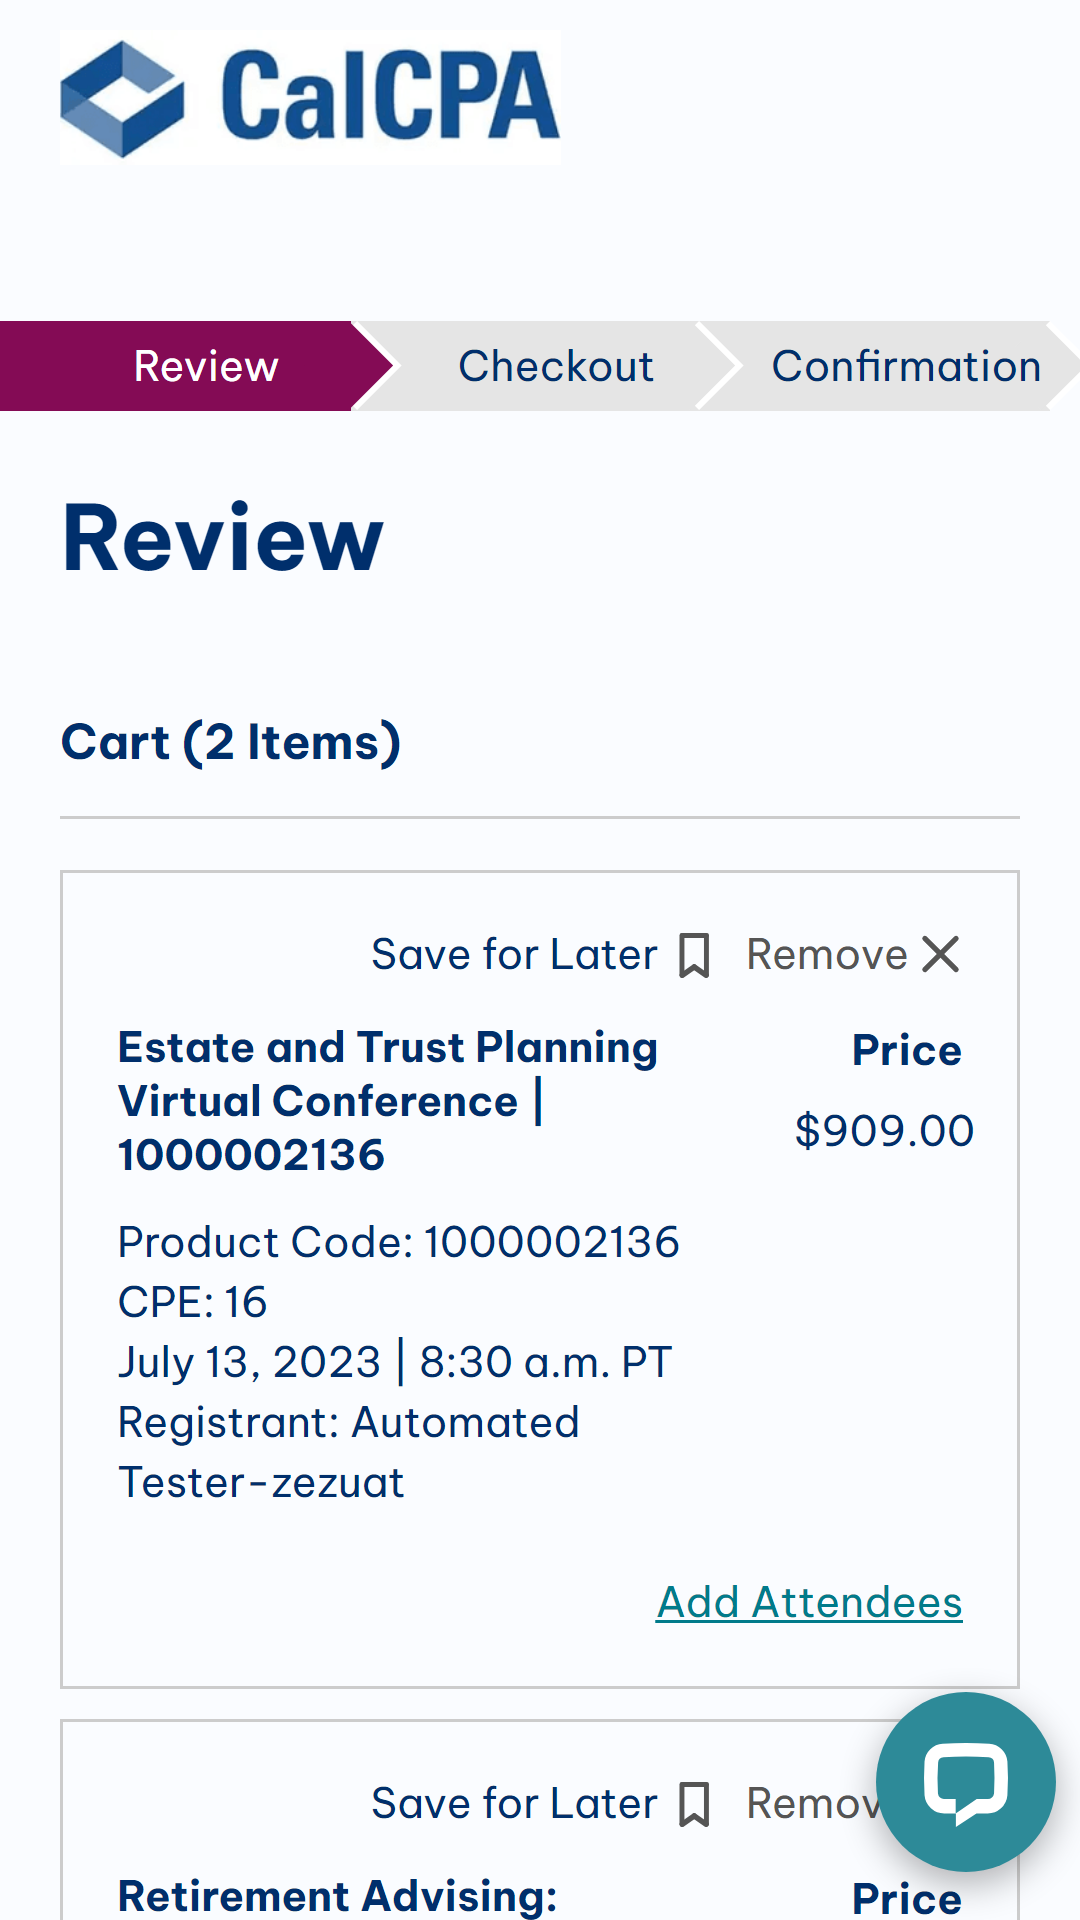 CalCPA
Review
Checkout
Confirmation
Review
Cart (2 Items)
Save for Later
Remove
Estate and Trust Planning
Virtual Conference |
1000002136
Price
$909.00
Product Code: 1000002136
CPE: 16
July 13, 2023 | 8:30 a.m. PT
Registrant: Automated
Tester-zezuat
Add Attendees
Save for Later
Remov
Retirement Advising:
Price